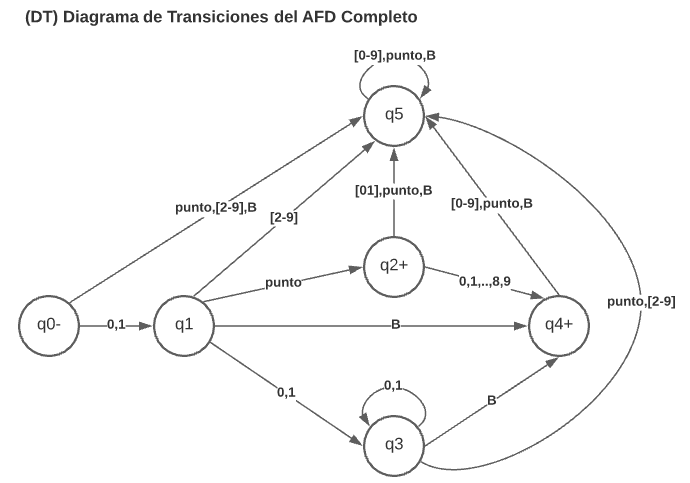 (DT) Diagrama de Transiciones del AFD Completo
[0-9],punto,B
q5
[01],punto,B
[0-9],punto,B
punto,[2-9],B
[2-9]
q2+
punto
0,1,..,8,9
punto,[2-9]
q0-
0,1
q1
B
q4+
0,1
0,1
B
q3